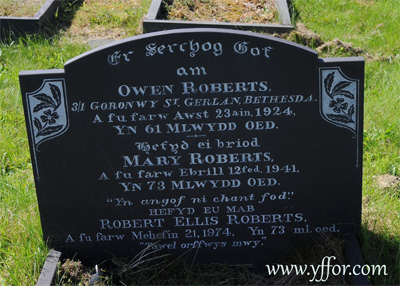 Er Serchog Gof
am
OWEN ROBERTS,
3/1 GORONWY ST, GERLAN, BETHESDA.
A fu farw Awst 23ain, 1924,
YN 61 MLWYDD OED.
Hefyd ei briod
MARY ROBERTS,
A fu farw Ebrill 12fed, 1941,
YN 73 MLWYDD OED.
"Yn angof ni chant fod".
HEFYD EU MAB
ROBERT ELLIS ROBERTS,
A fu farw Mehefin 21, 1974, Yn 73 ml. oed.
"Tawel orffwys mwy".
www.yffor.com